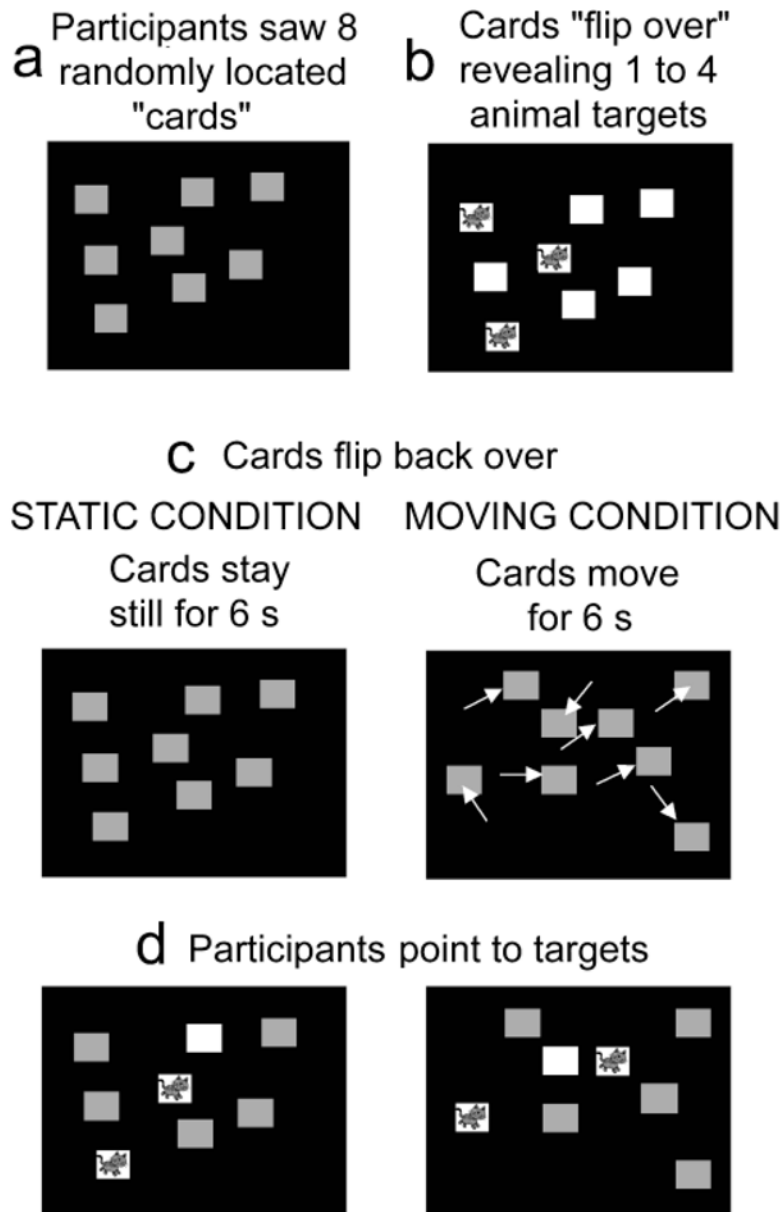 a
Participants saw 8
randomly located
"cards"
b
Cards "flip over"
revealing 1 to 4
animal targets
c Cards flip back over
STATIC CONDITION
Cards stay
still for 6 s
MOVING CONDITION
Cards move
for 6 s
d Participants point to targets